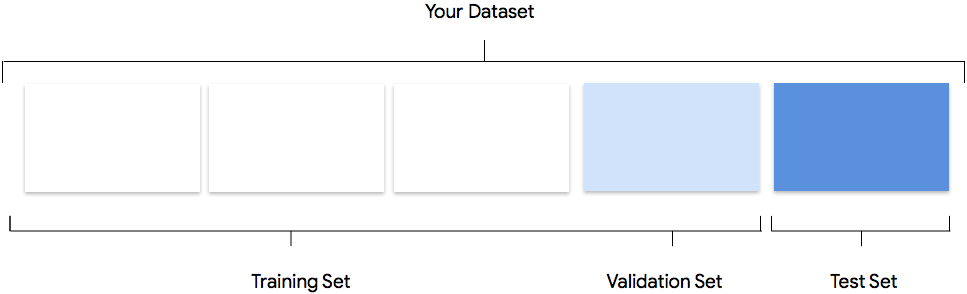 Your Dataset
Training Set
Validation Set
Test Set